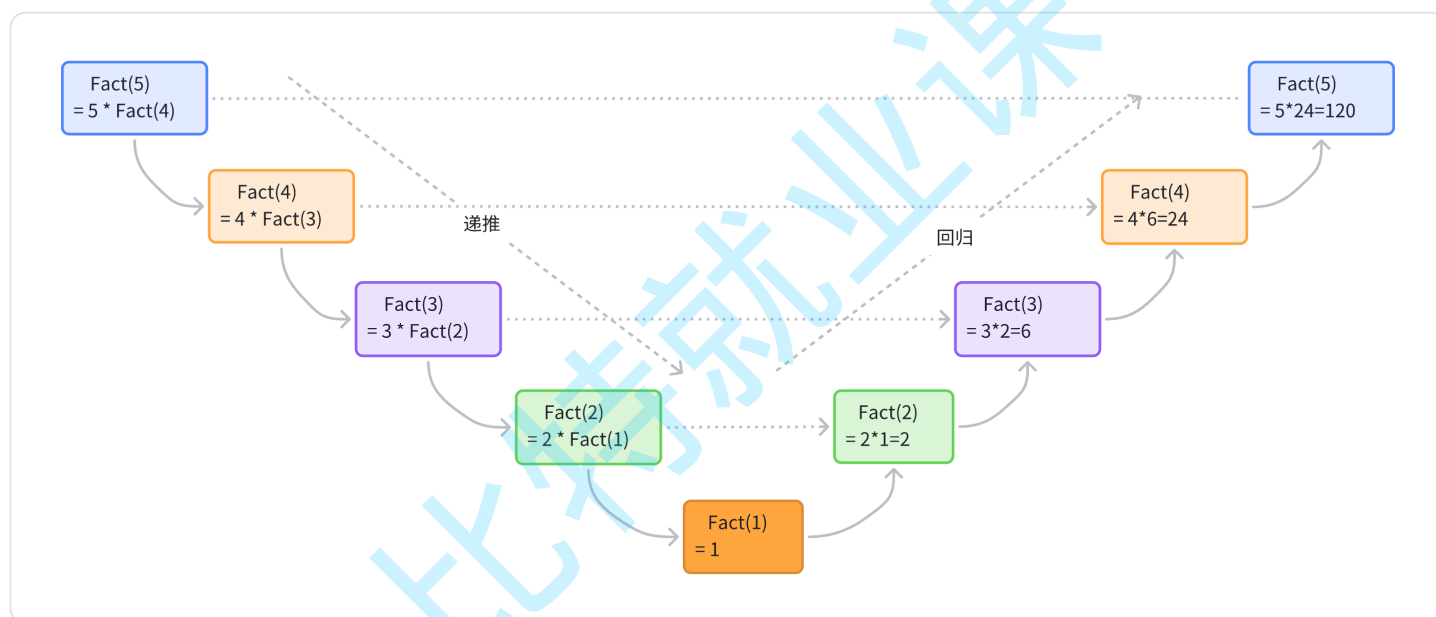 Fact(5)
= 5 * Fact(4)
Fact(5)
= 5*24=120
Fact(4)
= 4 * Fact(3)
Fact(4)
= 4*6=24
递推
回归
Fact(3)
= 3 * Fact(2)
Fact(3)
= 3*2=6
Fact(2)
= 2 * Fact(1)
Fact(2)
= 2*1=2
Fact(1)
= 1
比特就业课